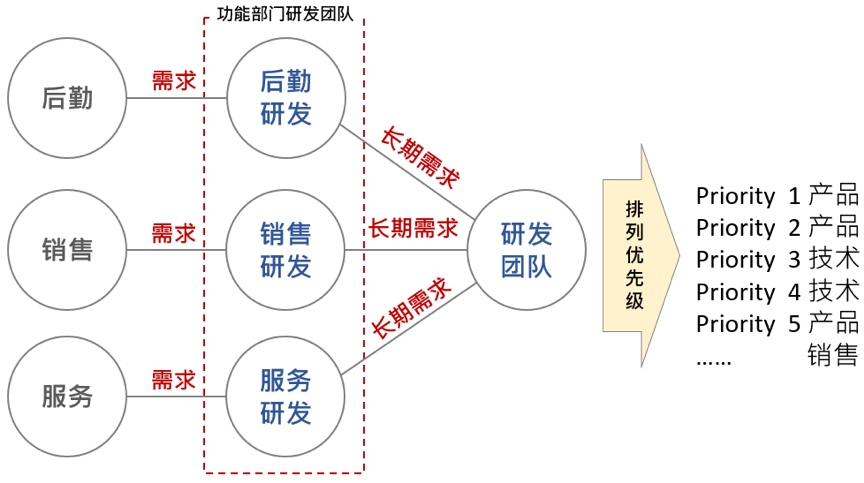 功能部门研发团队
后勤
需求
后勤
研发
长期需求
销售
需求
销售
研发
长期需求
研发
团队
服务
需求
服务
研发
长期需求
排列优先级
Priority 1 产品
Priority 2 产品
Priority 3 技术
Priority 4 技术
Priority 5 产品
…… 销售